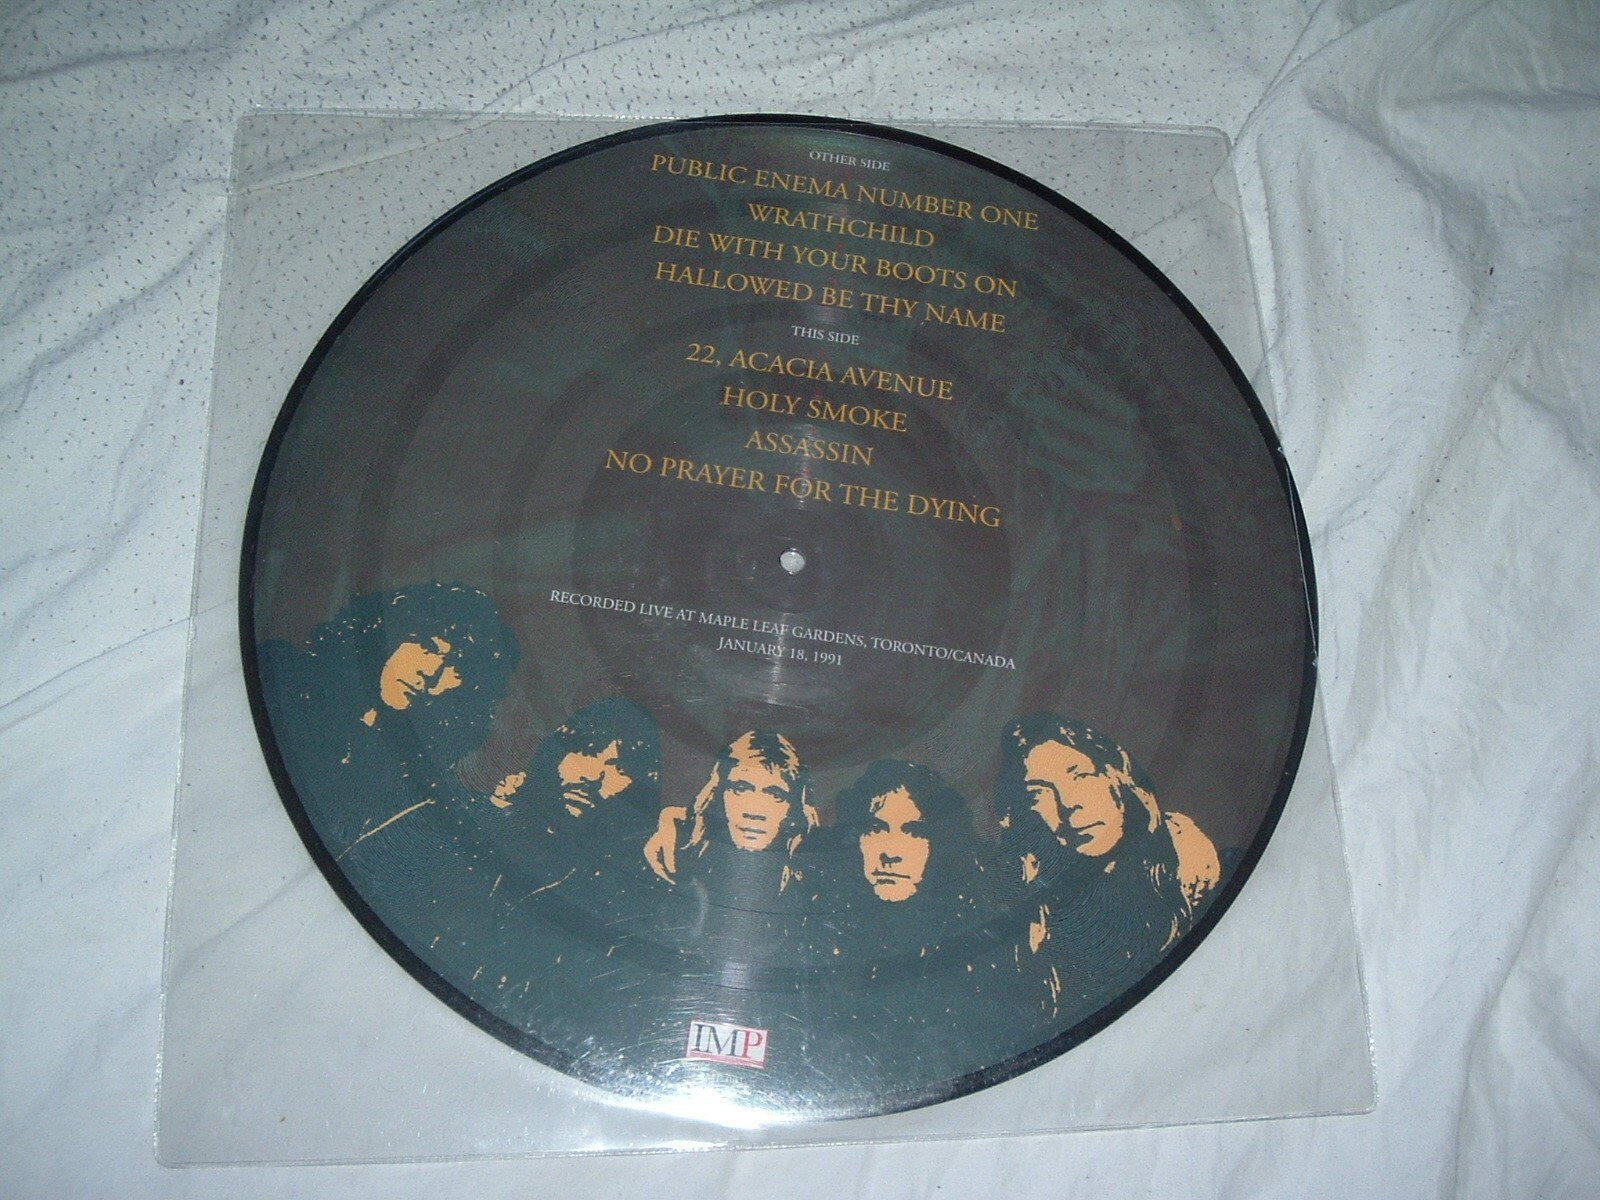 OTHER SIDE
PUBLIC ENEMA NUMBER ONE
WRATHCHILD
DIE WITH YOUR BOOTS ON
HALLOWED BE THY NAME
THIS SIDE
22, ACACIA AVENUE
HOLY SMOKE
ASSASSIN
NO PRAYER FOR THE DYING
RECORDED LIVE AT MAPLE LEAF GARDENS, TORONTO/CANADA
JANUARY 18, 1991
IMP